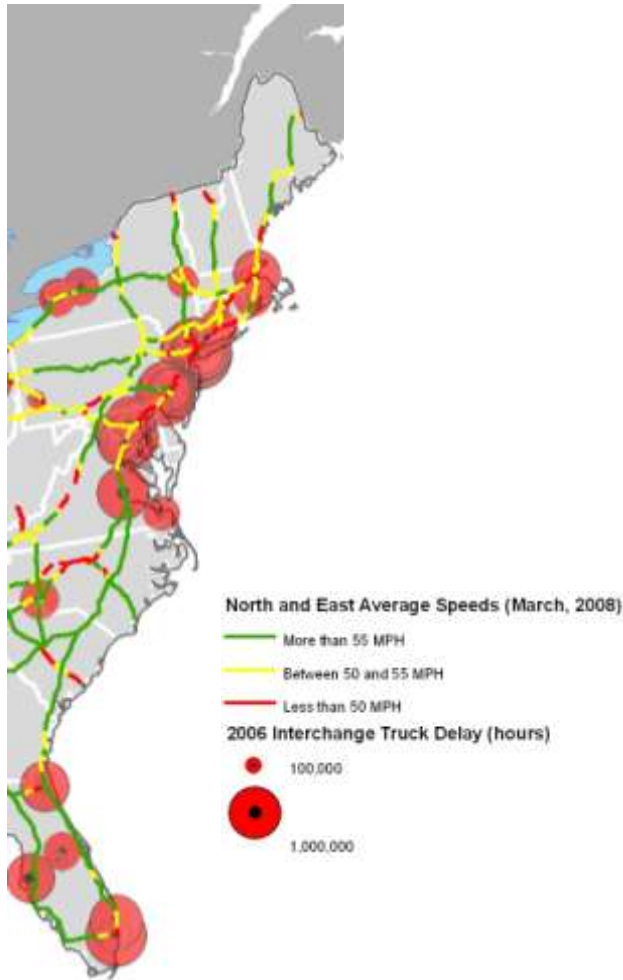 North and East Average Speeds (March, 2008)
More than 55 MPH
Between 50 and 55 MPH
Less than 50 MPH
2006 Interchange Truck Delay (hours)
100,000
1,000,000